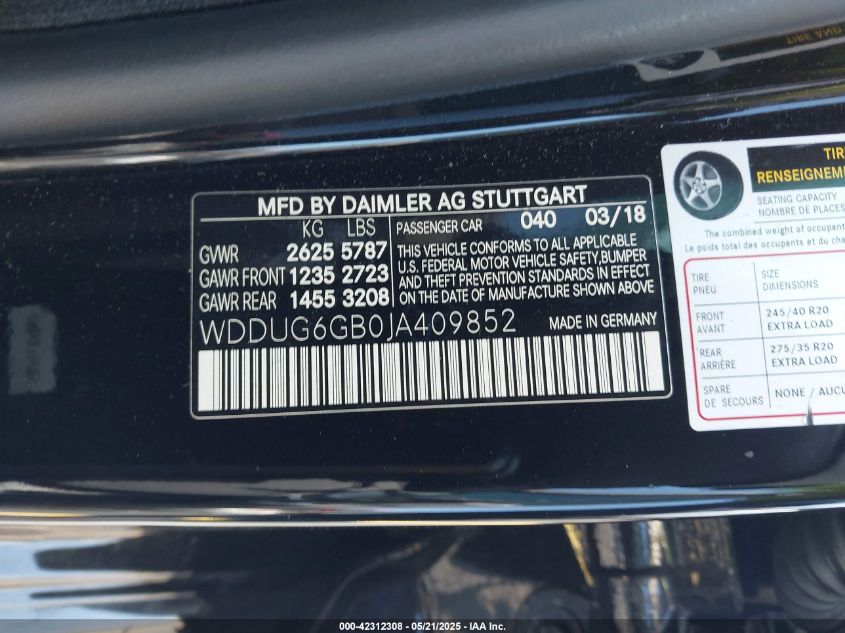 MFD BY DAIMLER AG STUTTGART
KG LBS
GVWR 2625 5787
GAWR FRONT 1235 2723
GAWR REAR 1455 3208
PASSENGER CAR 040 03/18
THIS VEHICLE CONFORMS TO ALL APPLICABLE
U.S. FEDERAL MOTOR VEHICLE SAFETY,BUMPER
AND THEFT PREVENTION STANDARDS IN EFFECT
ON THE DATE OF MANUFACTURE SHOWN ABOVE
WDDUG6GB0JA409852 MADE IN GERMANY
TIR
RENSEIGNEME
SEATING CAPACITY
NOMBRE DE PLACES
The combined weight of occupant
Le poids total des occupants et du cha
TIRE SIZE
PNEU DIMENSIONS
FRONT 245/40 R20
AVANT EXTRA LOAD
REAR 275/35 R20
ARRIÈRE EXTRA LOAD
SPARE
DE SECOURS NONE / AUCU
000-42312308 - 05/21/2025 - IAA Inc.